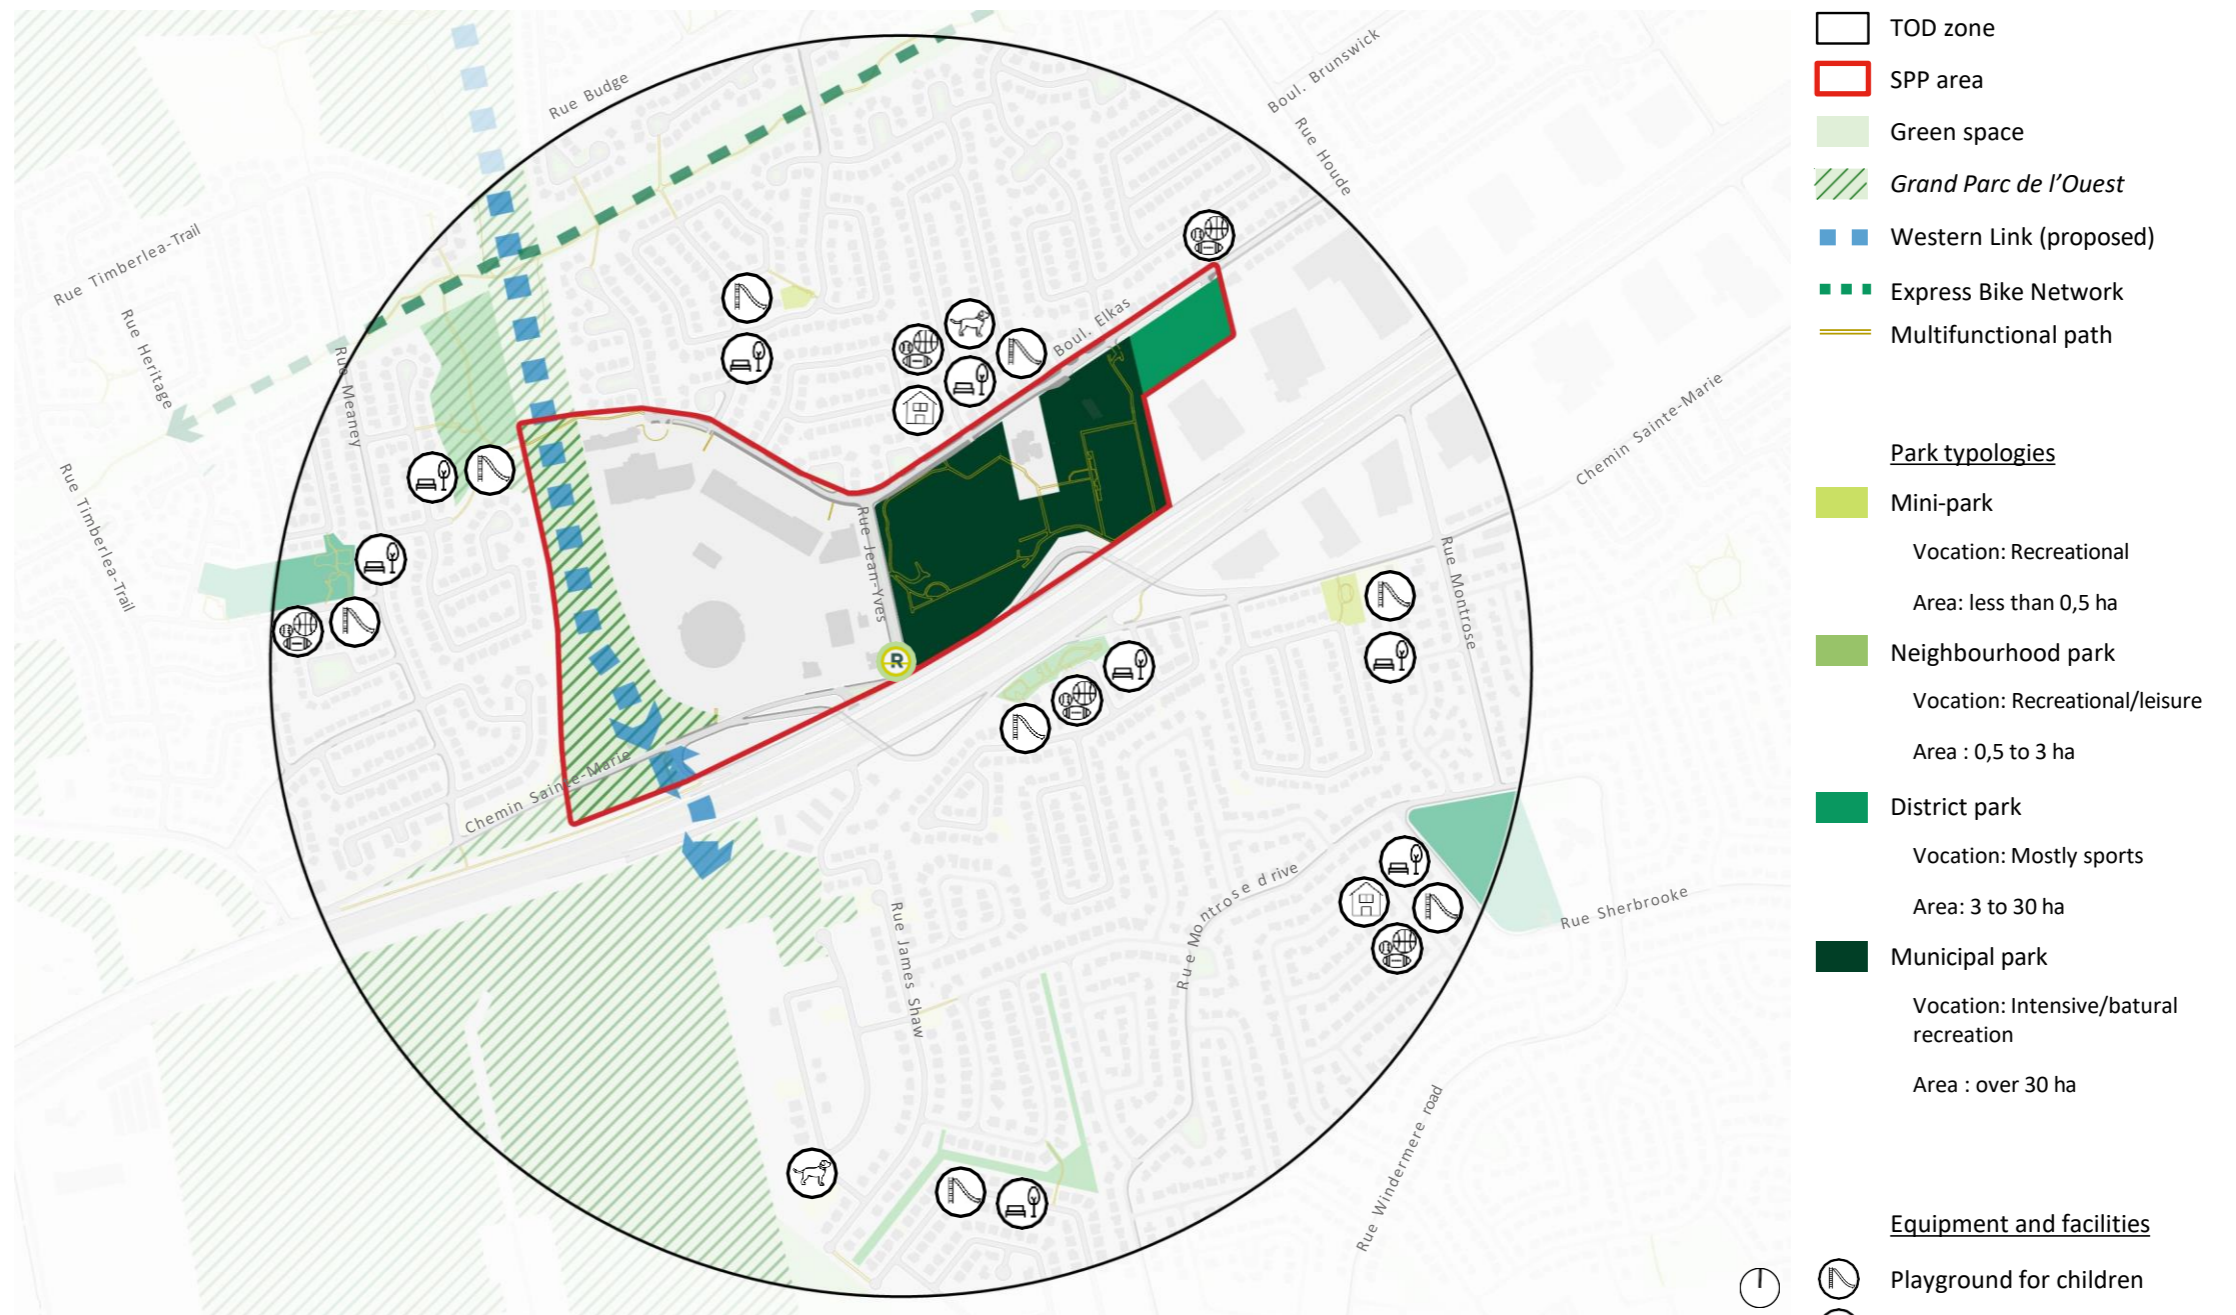 Rue Budge
Boul. Brunswick
Rue Houde
Rue Timberlea-Trail
Rue Heritage
Rue Meaney
Rue Timberlea-Trail
Boul. Elkas
Rue Jean-Yves
Chemin Sainte-Marie
Rue Montrose
Chemin Sainte-Marie
R
Rue Montrose drive
Rue James Shaw
Rue Sherbrooke
Rue Windermere road
TOD zone
SPP area
Green space
Grand Parc de l'Ouest
Western Link (proposed)
Express Bike Network
Multifunctional path
Park typologies
Mini-park
Vocation: Recreational
Area: less than 0,5 ha
Neighbourhood park
Vocation: Recreational/leisure
Area : 0,5 to 3 ha
District park
Vocation: Mostly sports
Area: 3 to 30 ha
Municipal park
Vocation: Intensive/batural
recreation
Area : over 30 ha
Equipment and facilities
Playground for children